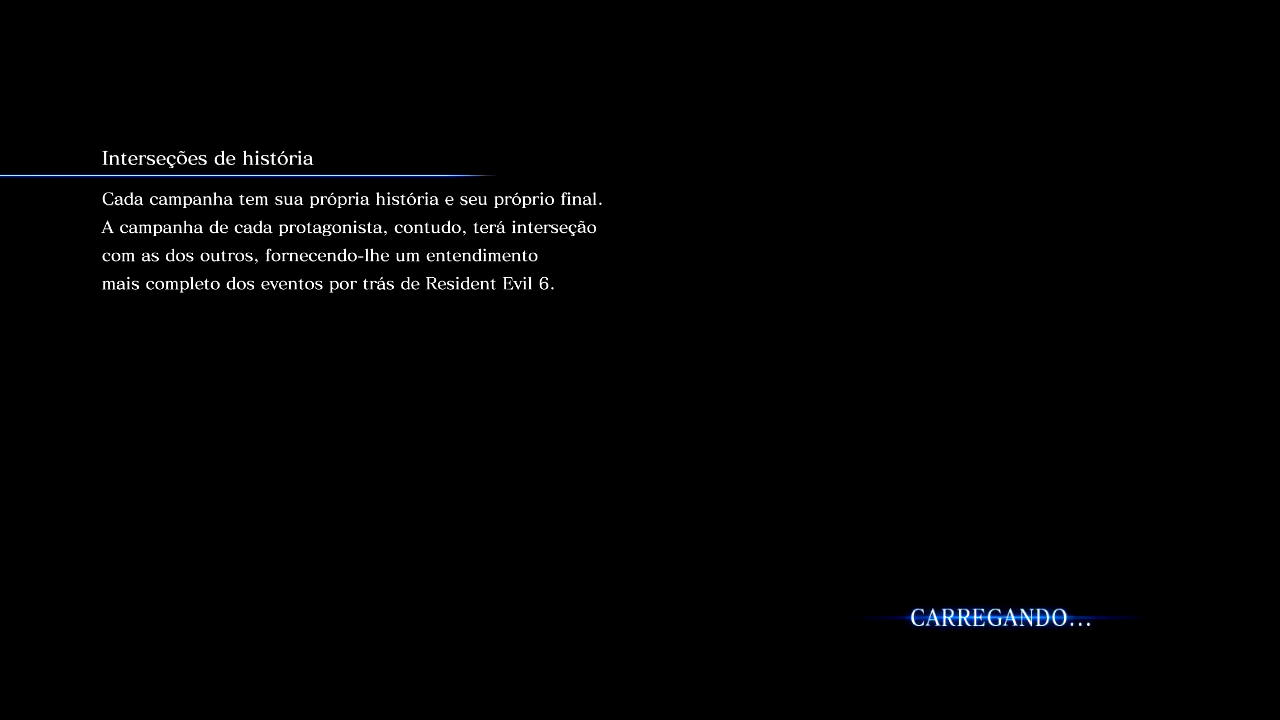 Interseções de história
Cada campanha tem sua própria história e seu próprio final.
A campanha de cada protagonista, contudo, terá interseção
com as dos outros, fornecendo-lhe um entendimento
mais completo dos eventos por trás de Resident Evil 6.
CARREGANDO...